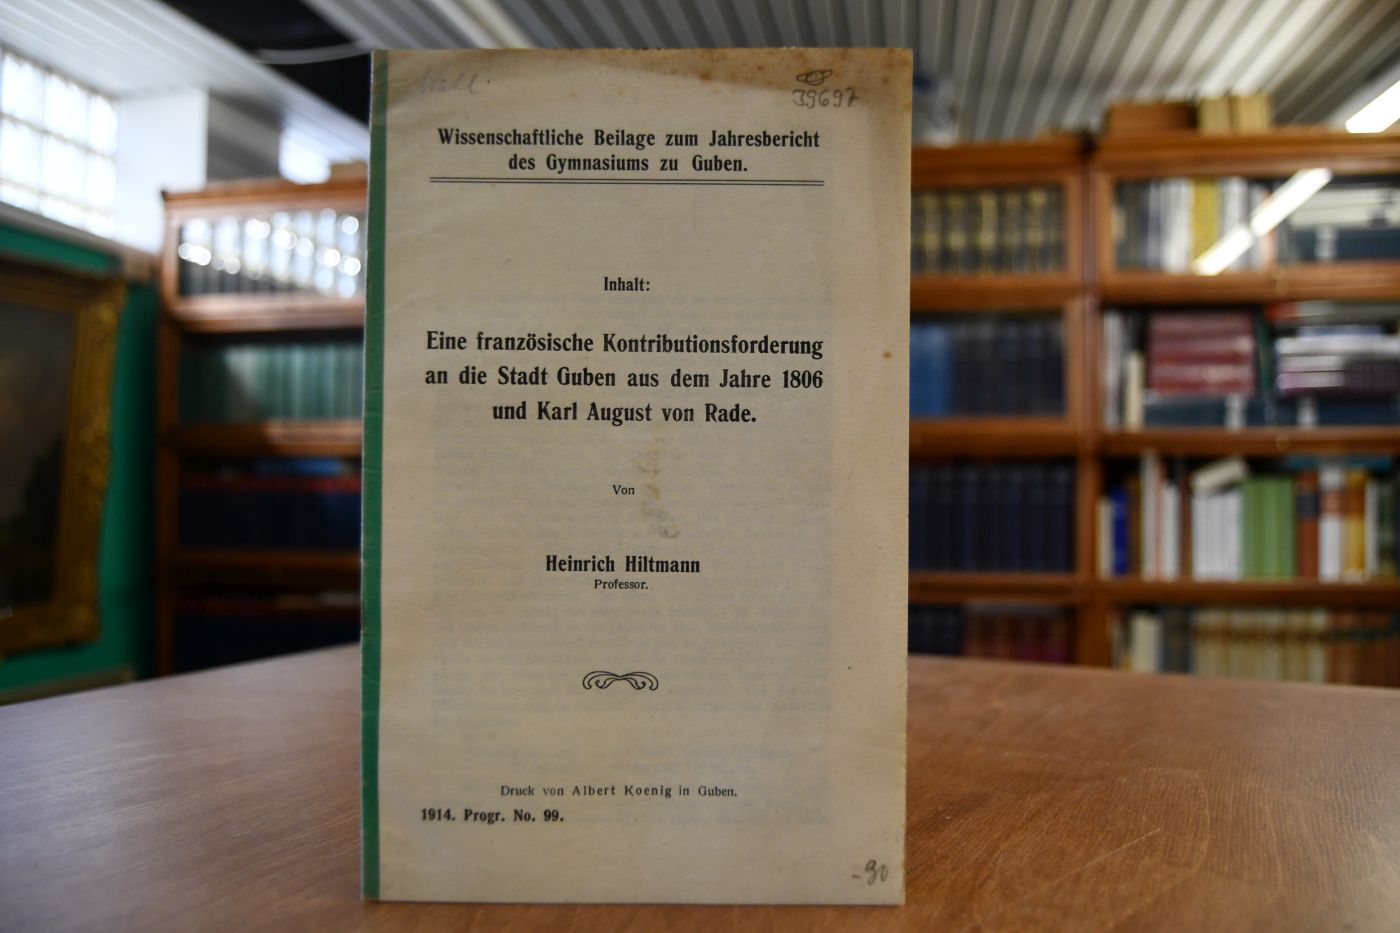 39697
Wissenschaftliche Beilage zum Jahresbericht
des Gymnasiums zu Guben.
Inhalt:
Eine französische Kontributionsforderung
an die Stadt Guben aus dem Jahre 1806
und Karl August von Rade.
Von
Heinrich Hiltmann
Professor.
Druck von Albert Koenig in Guben.
1914. Progr. No. 99.